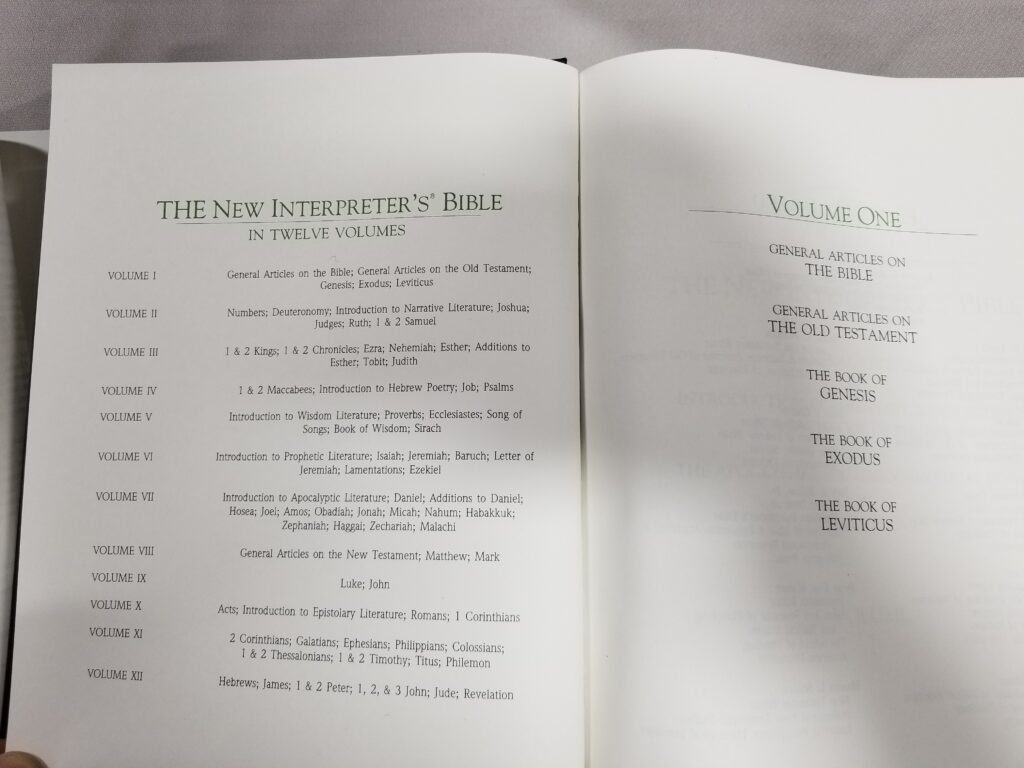 THE NEW INTERPRETER'S® BIBLE
IN TWELVE VOLUMES
VOLUME I General Articles on the Bible; General Articles on the Old Testament;
Genesis; Exodus; Leviticus
VOLUME II Numbers; Deuteronomy; Introduction to Narrative Literature; Joshua;
Judges; Ruth; 1 & 2 Samuel
VOLUME III 1 & 2 Kings; 1 & 2 Chronicles; Ezra; Nehemiah; Esther; Additions to
Esther; Tobit; Judith
VOLUME IV 1 & 2 Maccabees; Introduction to Hebrew Poetry; Job; Psalms
VOLUME V Introduction to Wisdom Literature; Proverbs; Ecclesiastes; Song of
Songs; Book of Wisdom; Sirach
VOLUME VI Introduction to Prophetic Literature; Isaiah; Jeremiah; Baruch; Letter of
Jeremiah; Lamentations; Ezekiel
VOLUME VII Introduction to Apocalyptic Literature; Daniel; Additions to Daniel;
Hosea; Joel; Amos; Obadiah; Jonah; Micah; Nahum; Habakkuk;
Zephaniah; Haggai; Zechariah; Malachi
VOLUME VIII General Articles on the New Testament; Matthew; Mark
VOLUME IX Luke; John
VOLUME X Acts; Introduction to Epistolary Literature; Romans; 1 Corinthians
VOLUME XI 2 Corinthians; Galatians; Ephesians; Philippians; Colossians;
1 & 2 Thessalonians; 1 & 2 Timothy; Titus; Philemon
VOLUME XII Hebrews; James; 1 & 2 Peter; 1, 2, & 3 John; Jude; Revelation
VOLUME ONE
GENERAL ARTICLES ON
THE BIBLE
GENERAL ARTICLES ON
THE OLD TESTAMENT
THE BOOK OF
GENESIS
THE BOOK OF
EXODUS
THE BOOK OF
LEVITICUS